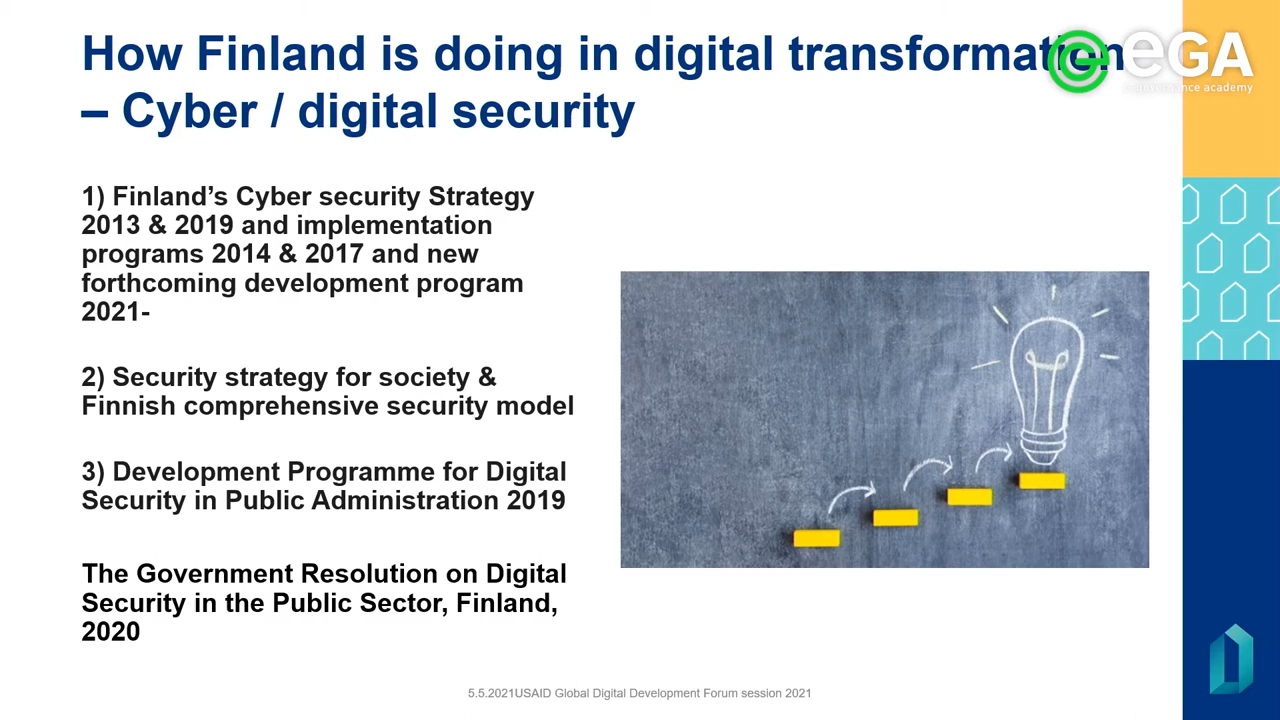 How Finland is doing in digital transformation
– Cyber / digital security
eGA
e-governance academy
1) Finland’s Cyber security Strategy
2013 & 2019 and implementation
programs 2014 & 2017 and new
forthcoming development program
2021-
2) Security strategy for society &
Finnish comprehensive security model
3) Development Programme for Digital
Security in Public Administration 2019
The Government Resolution on Digital
Security in the Public Sector, Finland,
2020
5.5.2021USAID Global Digital Development Forum session 2021